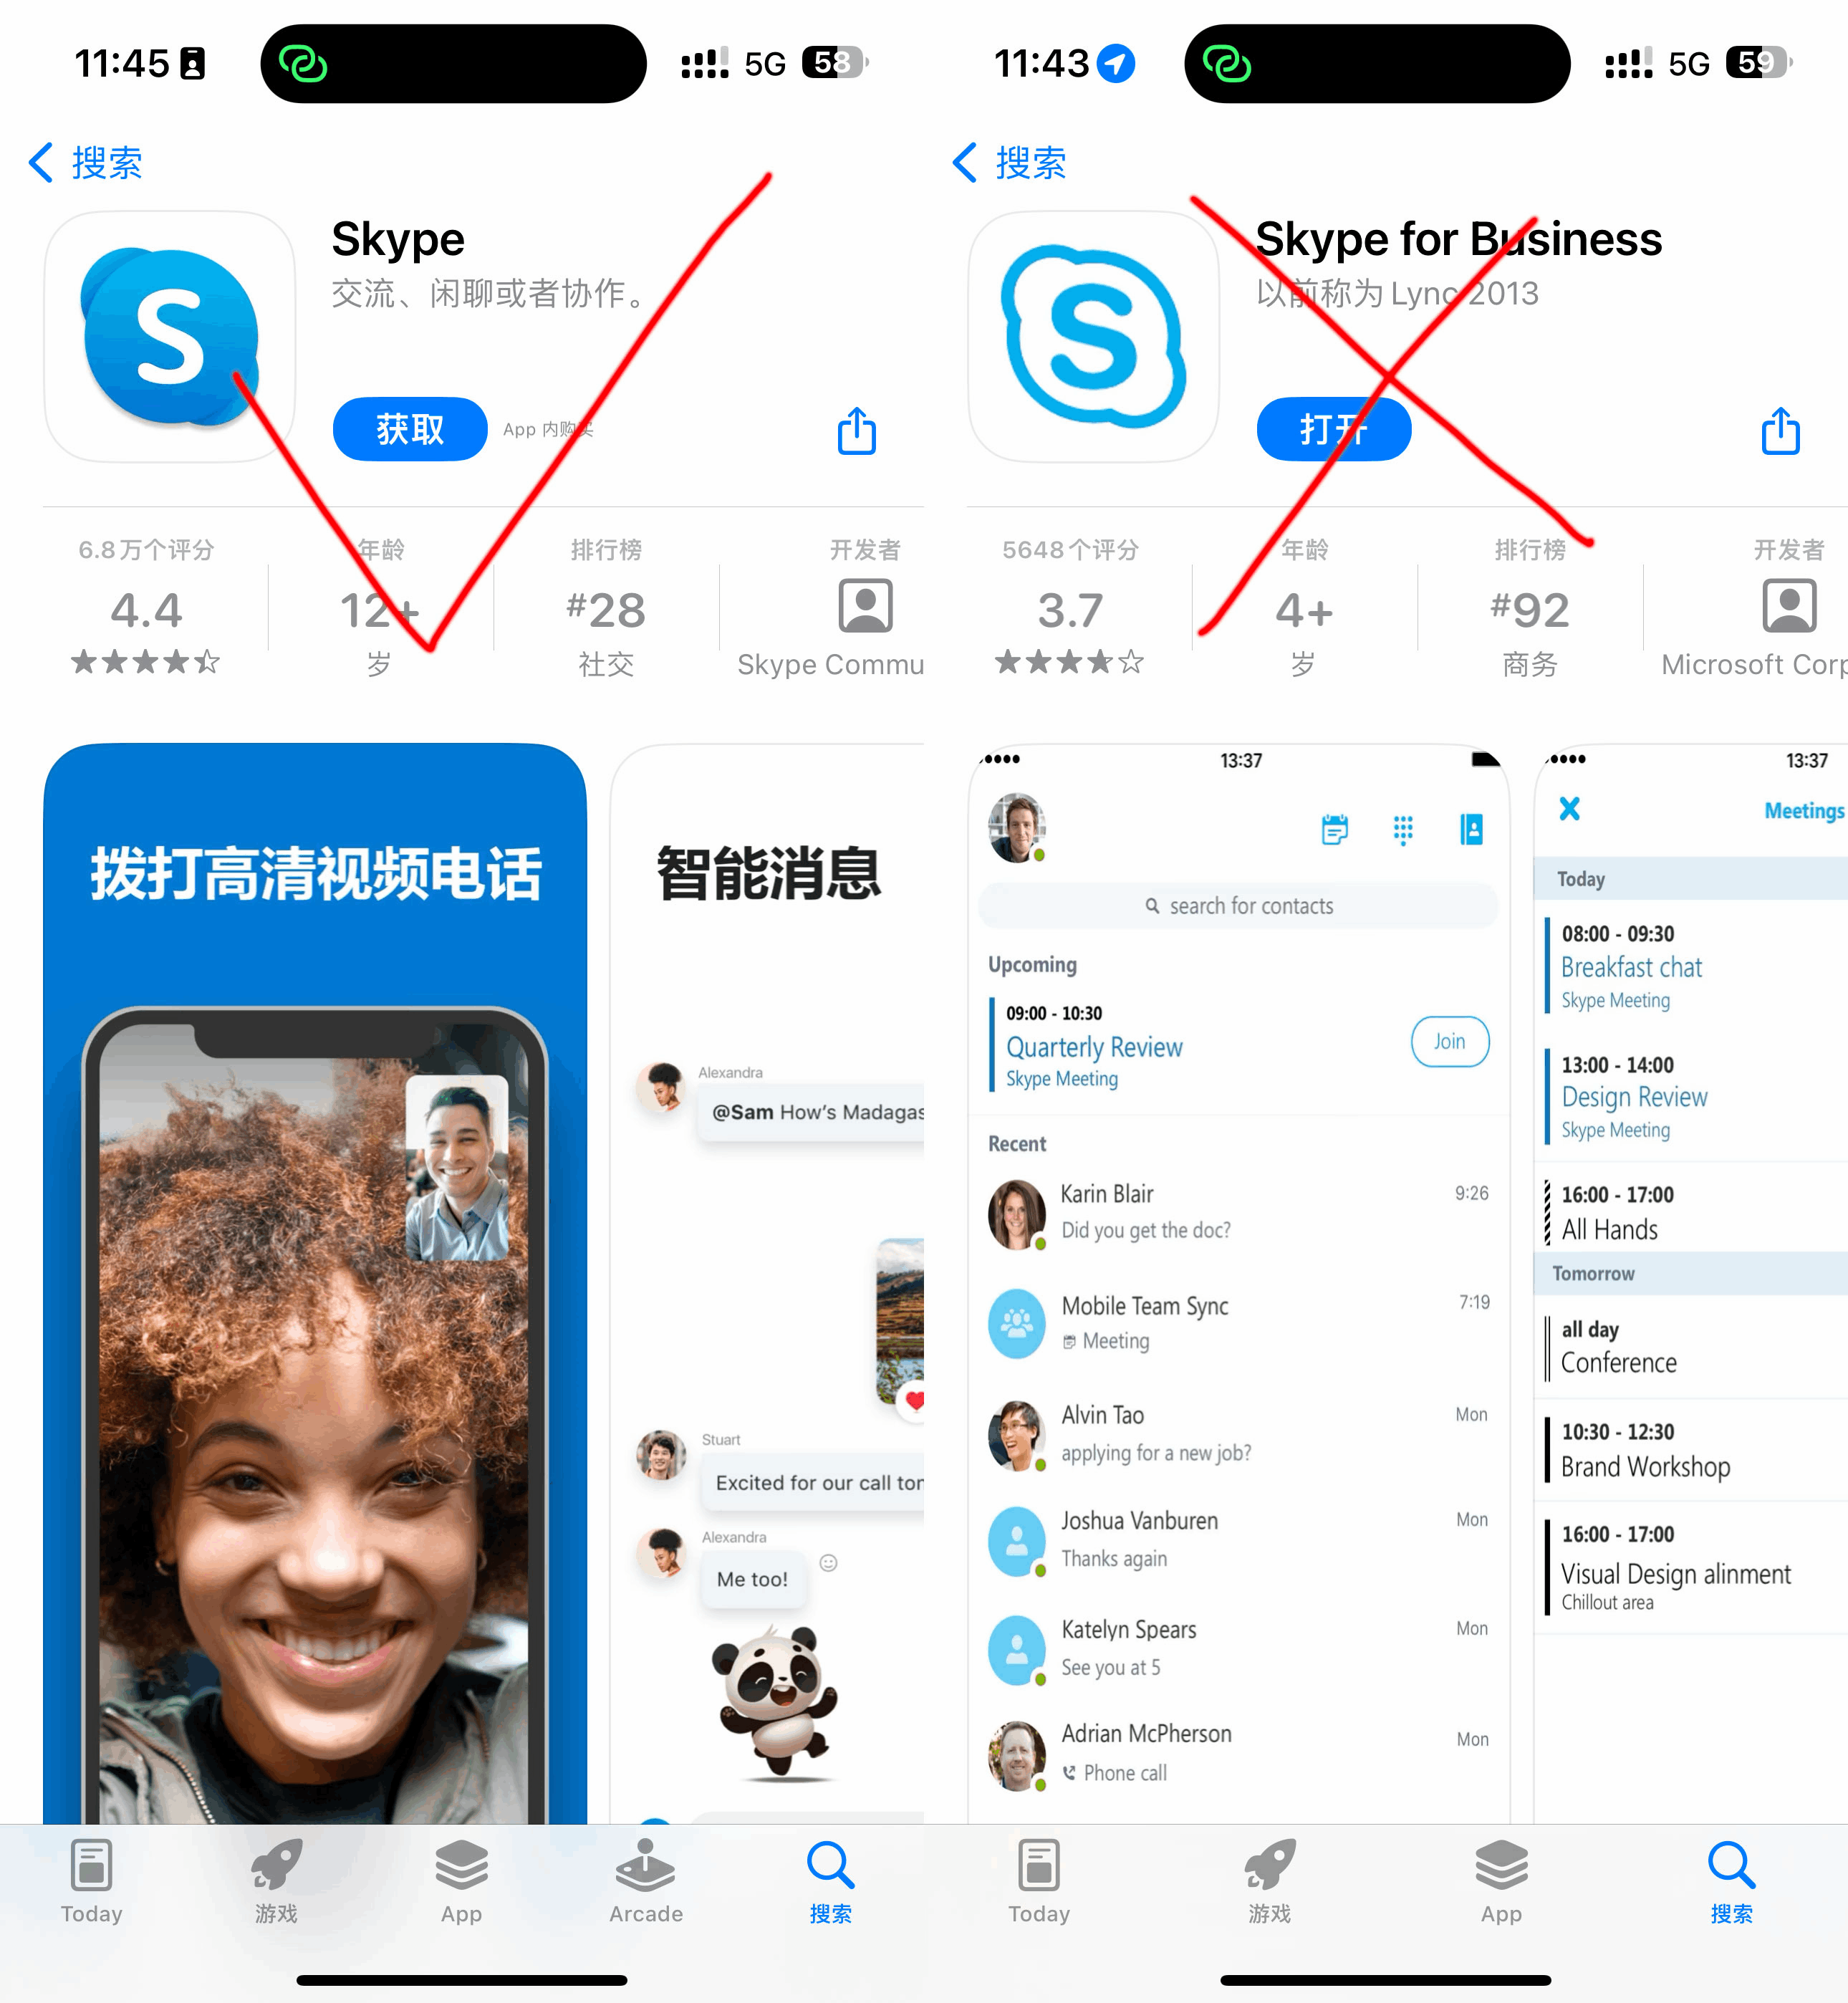 11:45
5G
58
搜索
Skype
交流、闲聊或者协作。
获取
App 内购买
6.8万个评分
4.4
年龄
12+
岁
排行榜
#28
社交
开发者
Skype Commu
拨打高清视频电话
智能消息
Alexandra
@Sam How's Madagas
Stuart
Excited for our call tor
Alexandra
Me too!
Today
游戏
App
Arcade
搜索
11:43
5G
59
搜索
Skype for Business
以前称为 Lync 2013
打开
5648个评分
3.7
年龄
4+
岁
排行榜
#92
商务
开发者
Microsoft Corp
13:37
search for contacts
Upcoming
09:00 - 10:30
Quarterly Review
Skype Meeting
Join
Recent
Karin Blair
9:26
Did you get the doc?
Mobile Team Sync
7:19
Meeting
Alvin Tao
Mon
applying for a new job?
Joshua Vanburen
Mon
Thanks again
Katelyn Spears
Mon
See you at 5
Adrian McPherson
Mon
Phone call
13:37
Meetings
Today
08:00 - 09:30
Breakfast chat
Skype Meeting
13:00 - 14:00
Design Review
Skype Meeting
16:00 - 17:00
All Hands
Tomorrow
all day
Conference
10:30 - 12:30
Brand Workshop
16:00 - 17:00
Visual Design alinment
Chillout area
Today
游戏
App
搜索